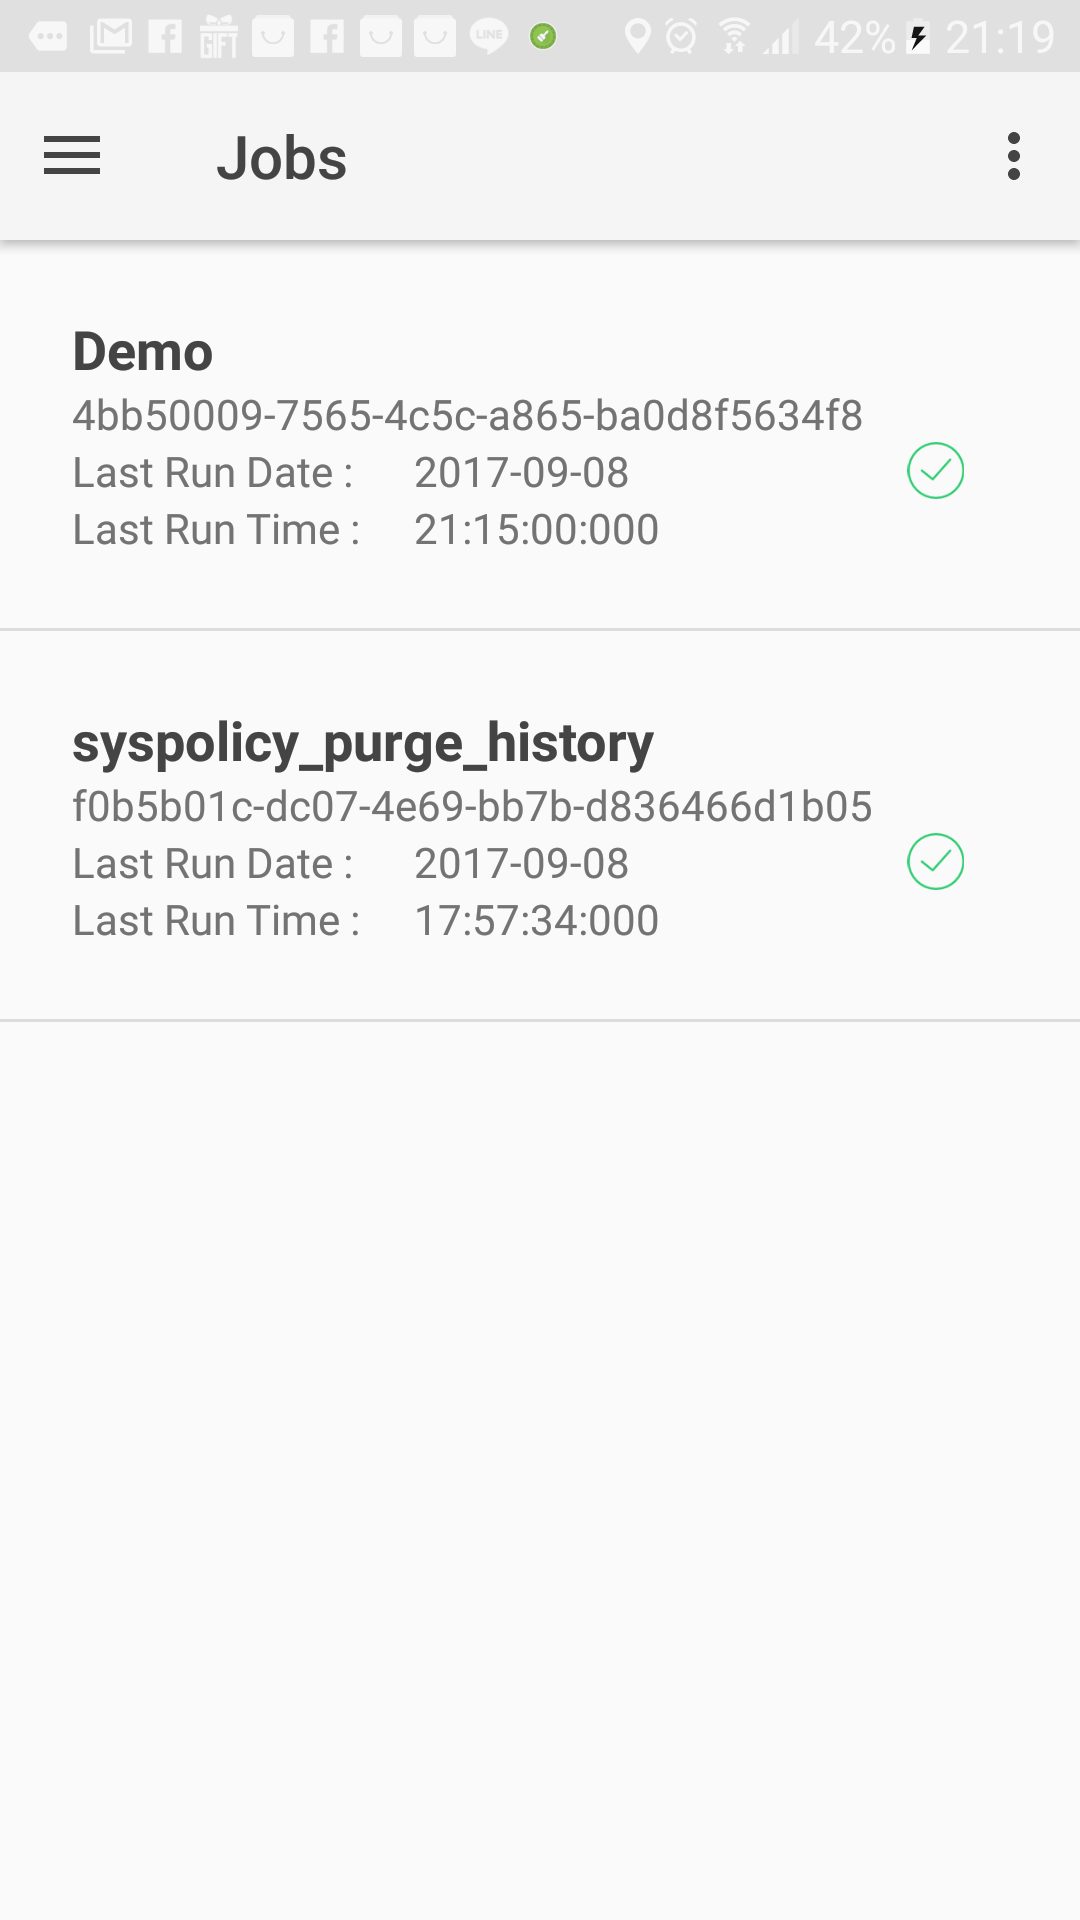 GIFT LINE 42% 21:19
Jobs
Demo
4bb50009-7565-4c5c-a865-ba0d8f5634f8
Last Run Date : 2017-09-08
Last Run Time : 21:15:00:000
syspolicy_purge_history
f0b5b01c-dc07-4e69-bb7b-d836466d1b05
Last Run Date : 2017-09-08
Last Run Time : 17:57:34:000